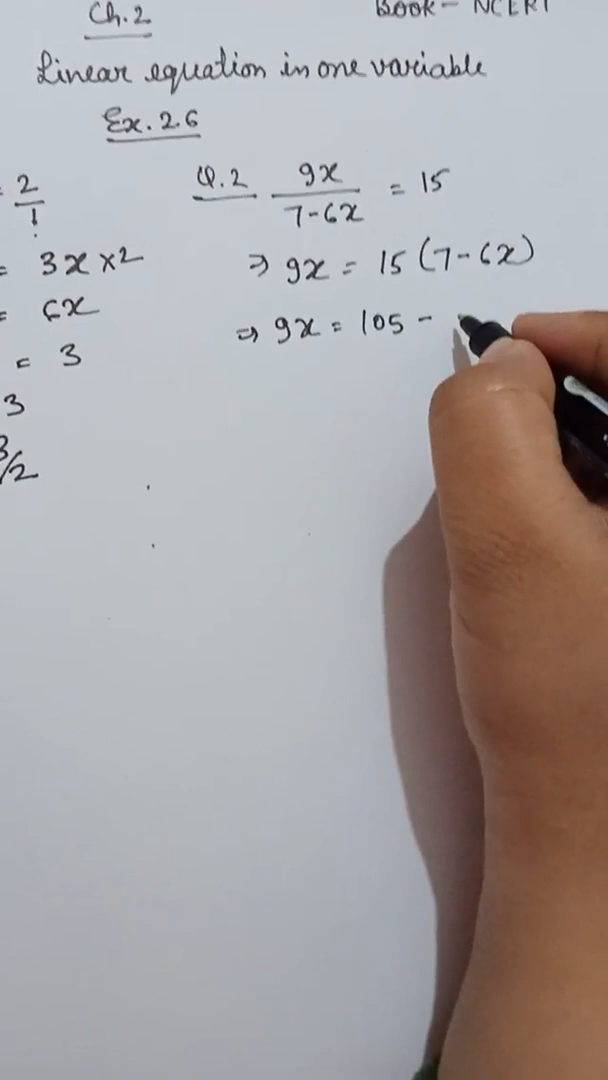 Ch.2
Book - NCERT
Linear equation in one variable
Ex. 2.6
= 2/1
= 3x×2
= 6x
= 3
3
3/2
Q.2 9x/7-6x = 15
⇒ 9x = 15 (7-6x)
⇒ 9x = 105 -